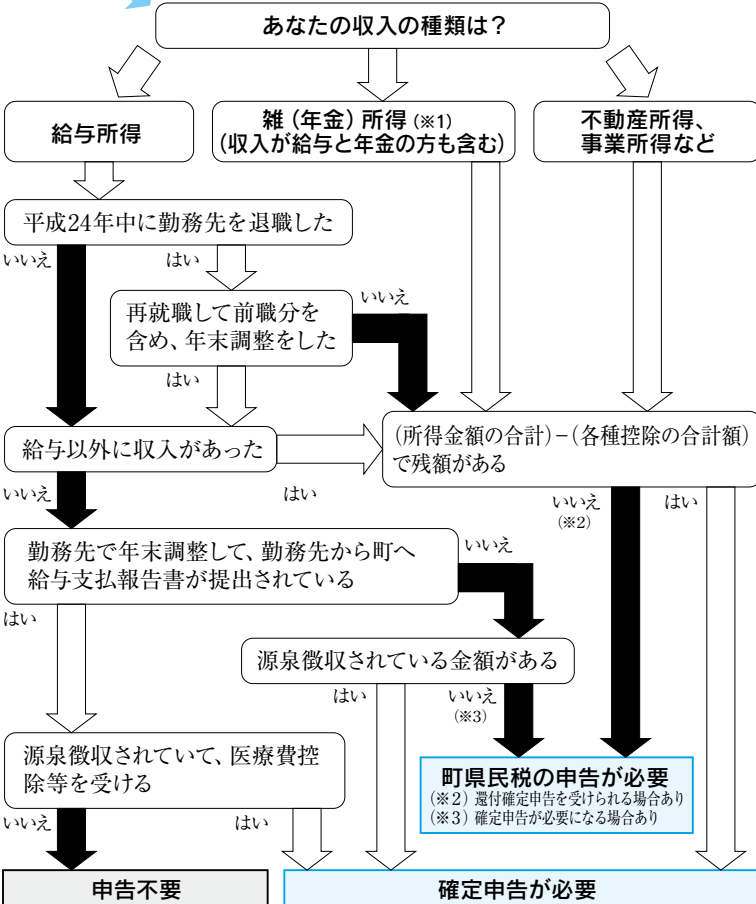 あなたの収入の種類は？
給与所得
雑（年金）所得（※1）
（収入が給与と年金の方も含む）
不動産所得、
事業所得など
平成24年中に勤務先を退職した
いいえ
はい
再就職して前職分を
含め、年末調整をした
いいえ
はい
給与以外に収入があった
（所得金額の合計）−（各種控除の合計額）
で残額がある
いいえ
はい
いいえ
（※2）
はい
勤務先で年末調整して、勤務先から町へ
給与支払報告書が提出されている
いいえ
はい
源泉徴収されている金額がある
はい
いいえ
（※3）
源泉徴収されていて、医療費控
除等を受ける
町県民税の申告が必要
（※2）還付確定申告を受けられる場合あり
（※3）確定申告が必要になる場合あり
いいえ
はい
申告不要
確定申告が必要